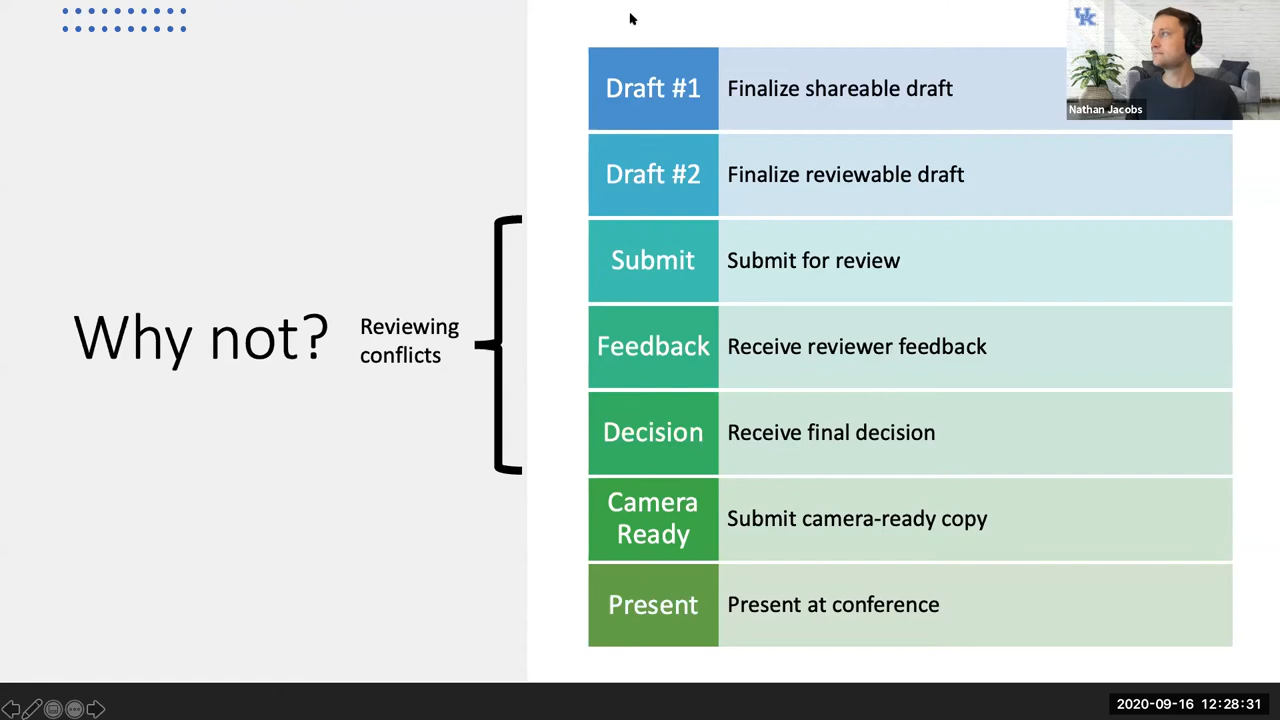 Why not?
Reviewing
conflicts
Draft #1
Finalize shareable draft
Draft #2
Finalize reviewable draft
Submit
Submit for review
Feedback
Receive reviewer feedback
Decision
Receive final decision
Camera
Ready
Submit camera-ready copy
Present
Present at conference
UK
Nathan Jacobs
2020-09-16 12:28:31